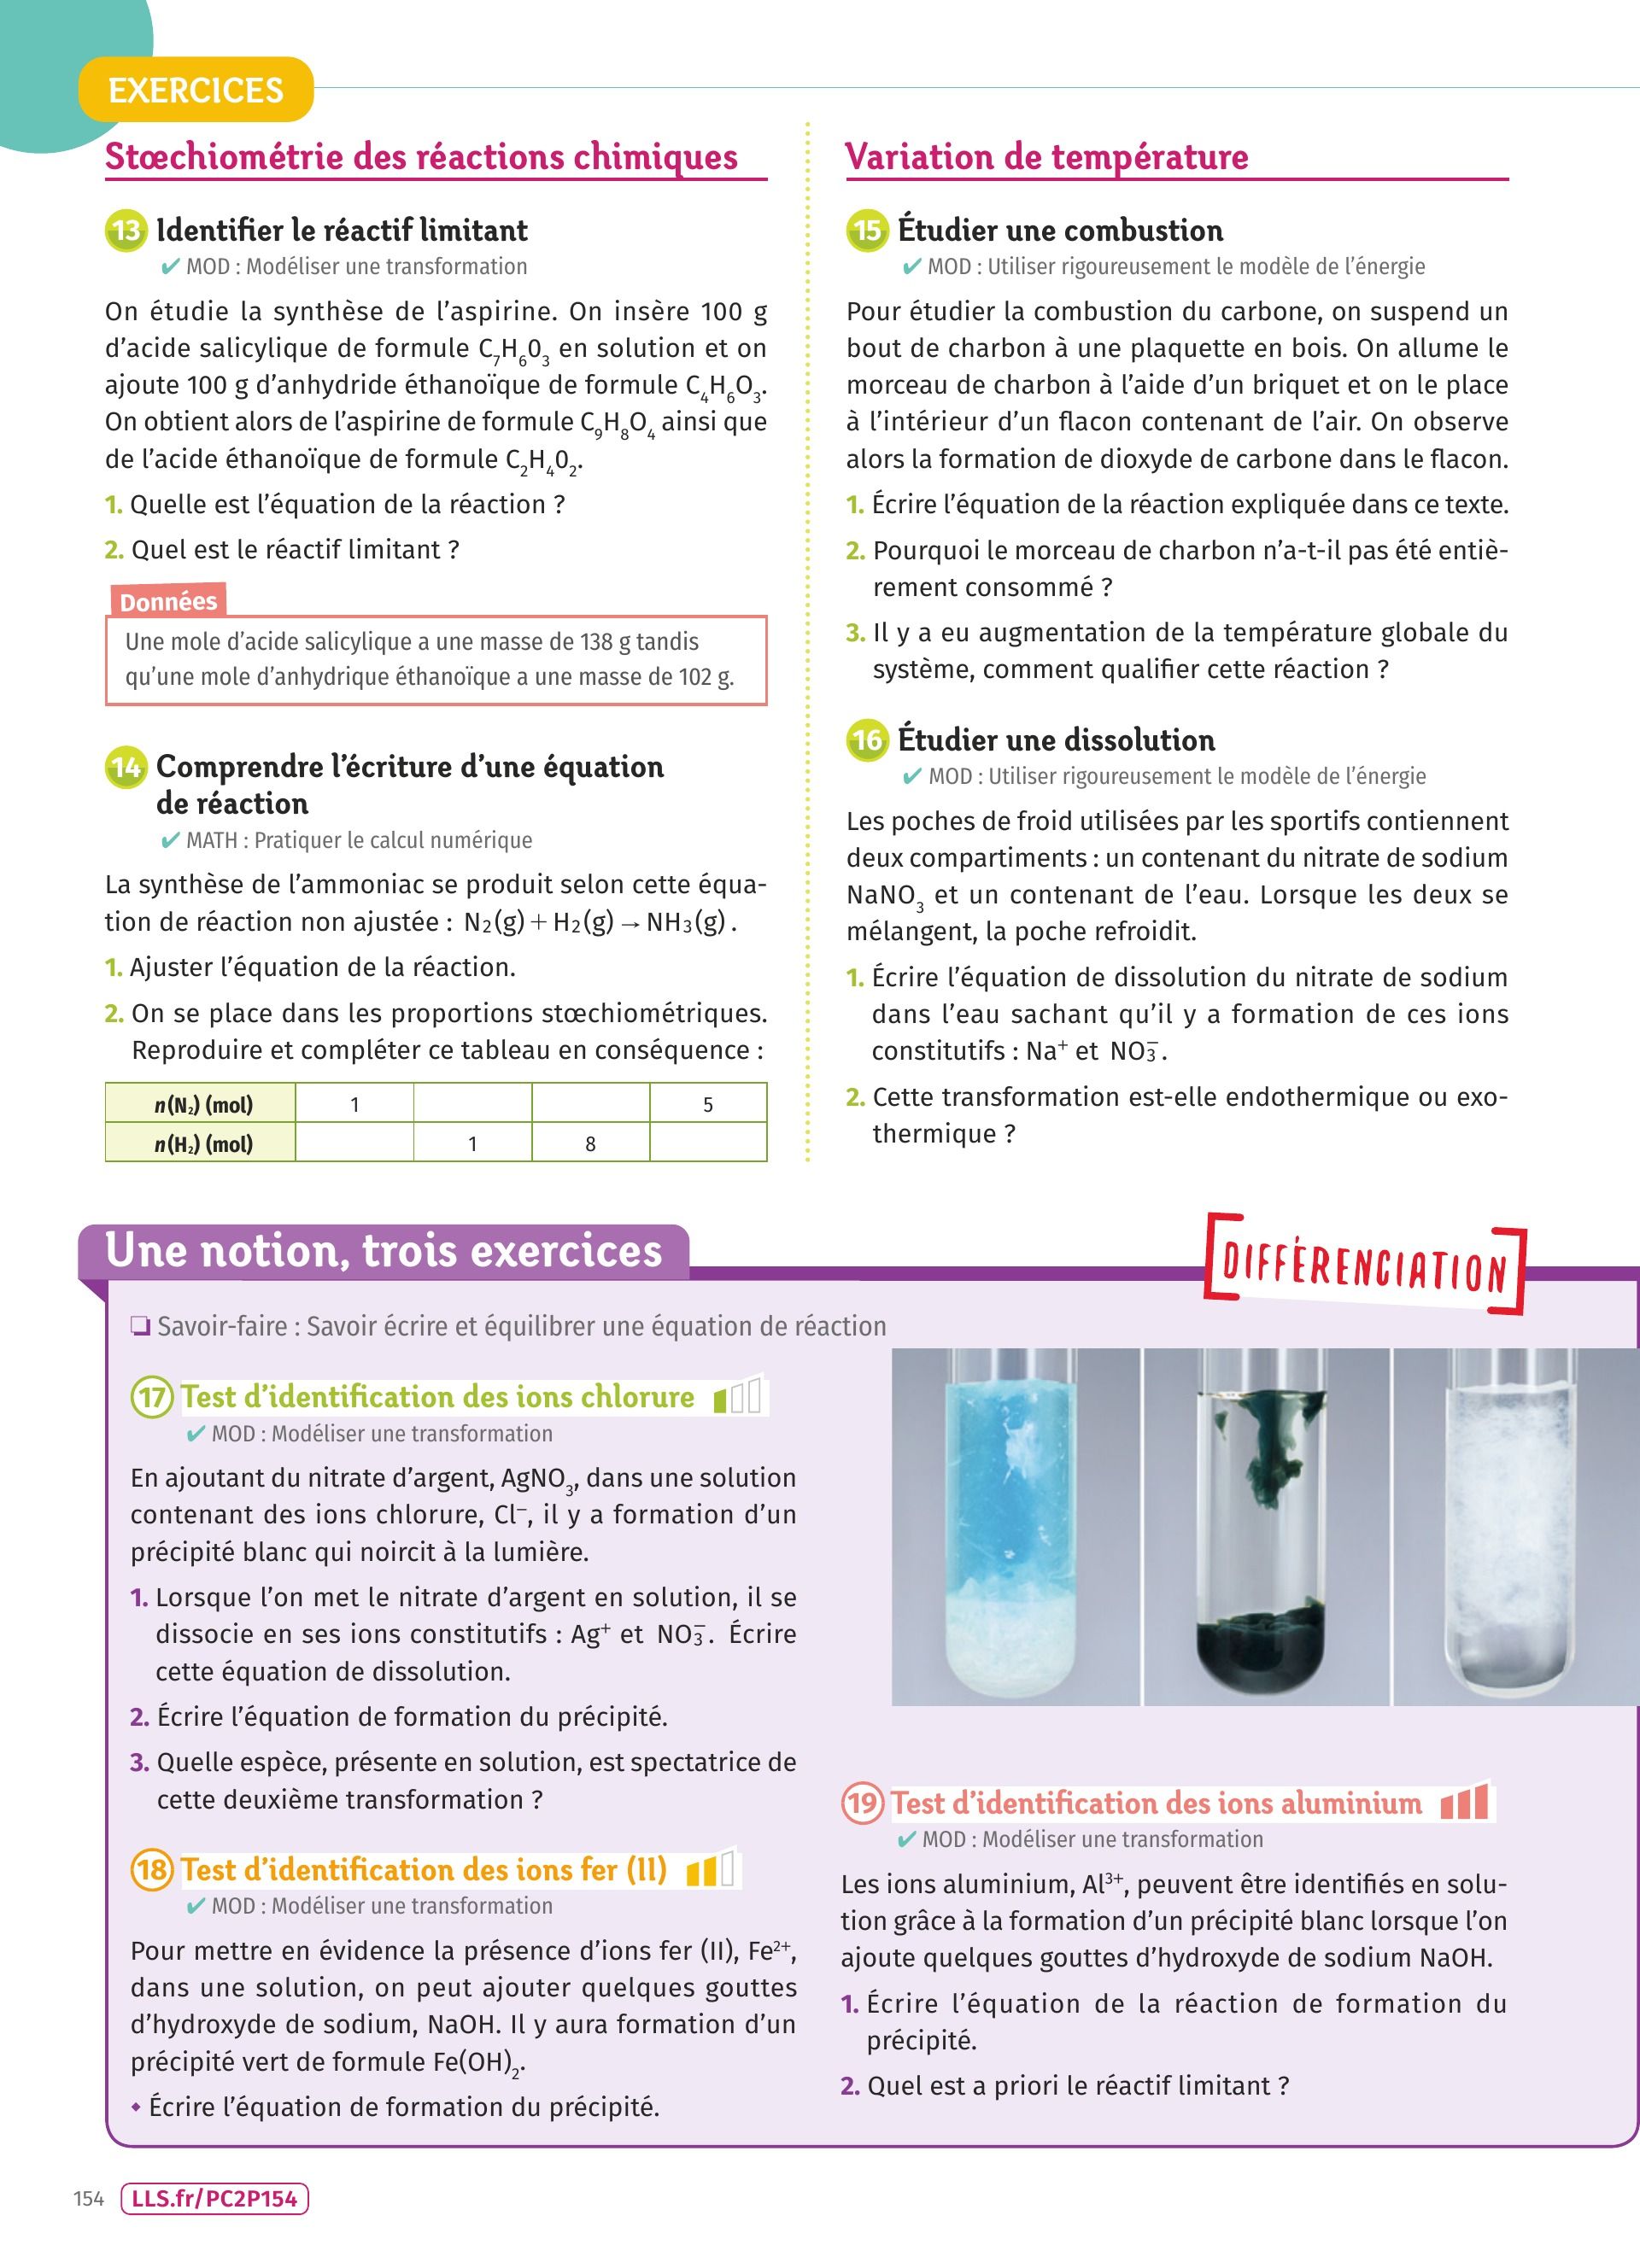 EXERCICES
Stœchiométrie des réactions chimiques
13 Identifier le réactif limitant
✔ MOD : Modéliser une transformation
On étudie la synthèse de l’aspirine. On insère 100 g
d’acide salicylique de formule C₇H₆0₃ en solution et on
ajoute 100 g d’anhydride éthanoïque de formule C₄H₆O₃.
On obtient alors de l’aspirine de formule C₉H₈O₄ ainsi que
de l’acide éthanoïque de formule C₂H₄0₂.
1. Quelle est l’équation de la réaction ?
2. Quel est le réactif limitant ?
Données
Une mole d’acide salicylique a une masse de 138 g tandis
qu’une mole d’anhydrique éthanoïque a une masse de 102 g.
14 Comprendre l’écriture d’une équation
de réaction
✔ MATH : Pratiquer le calcul numérique
La synthèse de l’ammoniac se produit selon cette équa-
tion de réaction non ajustée : N₂(g) + H₂(g) → NH₃(g).
1. Ajuster l’équation de la réaction.
2. On se place dans les proportions stœchiométriques.
Reproduire et compléter ce tableau en conséquence :
n(N₂) (mol) 1 5
n(H₂) (mol) 1 8
Variation de température
15 Étudier une combustion
✔ MOD : Utiliser rigoureusement le modèle de l’énergie
Pour étudier la combustion du carbone, on suspend un
bout de charbon à une plaquette en bois. On allume le
morceau de charbon à l’aide d’un briquet et on le place
à l’intérieur d’un flacon contenant de l’air. On observe
alors la formation de dioxyde de carbone dans le flacon.
1. Écrire l’équation de la réaction expliquée dans ce texte.
2. Pourquoi le morceau de charbon n’a-t-il pas été entiè-
rement consommé ?
3. Il y a eu augmentation de la température globale du
système, comment qualifier cette réaction ?
16 Étudier une dissolution
✔ MOD : Utiliser rigoureusement le modèle de l’énergie
Les poches de froid utilisées par les sportifs contiennent
deux compartiments : un contenant du nitrate de sodium
NaNO₃ et un contenant de l’eau. Lorsque les deux se
mélangent, la poche refroidit.
1. Écrire l’équation de dissolution du nitrate de sodium
dans l’eau sachant qu’il y a formation de ces ions
constitutifs : Na⁺ et NO₃⁻.
2. Cette transformation est-elle endothermique ou exo-
thermique ?
Une notion, trois exercices
DIFFÉRENCIATION
❏ Savoir-faire : Savoir écrire et équilibrer une équation de réaction
17 Test d’identification des ions chlorure
✔ MOD : Modéliser une transformation
En ajoutant du nitrate d’argent, AgNO₃, dans une solution
contenant des ions chlorure, Cl⁻, il y a formation d’un
précipité blanc qui noircit à la lumière.
1. Lorsque l’on met le nitrate d’argent en solution, il se
dissocie en ses ions constitutifs : Ag⁺ et NO₃⁻. Écrire
cette équation de dissolution.
2. Écrire l’équation de formation du précipité.
3. Quelle espèce, présente en solution, est spectatrice de
cette deuxième transformation ?
18 Test d’identification des ions fer (II)
✔ MOD : Modéliser une transformation
Pour mettre en évidence la présence d’ions fer (II), Fe²⁺,
dans une solution, on peut ajouter quelques gouttes
d’hydroxyde de sodium, NaOH. Il y aura formation d’un
précipité vert de formule Fe(OH)₂.
◆ Écrire l’équation de formation du précipité.
19 Test d’identification des ions aluminium
✔ MOD : Modéliser une transformation
Les ions aluminium, Al³⁺, peuvent être identifiés en solu-
tion grâce à la formation d’un précipité blanc lorsque l’on
ajoute quelques gouttes d’hydroxyde de sodium NaOH.
1. Écrire l’équation de la réaction de formation du
précipité.
2. Quel est a priori le réactif limitant ?
154 LLS.fr/PC2P154